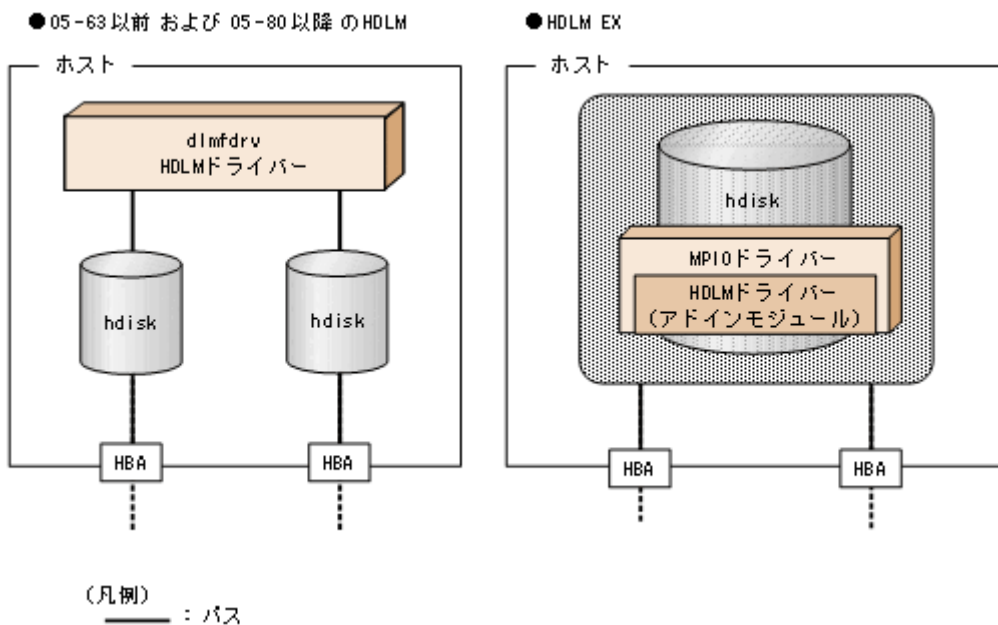 ●05-63以前 および 05-80以降 のHDLM
ホスト
dlmfdrv
HDLMドライバー
hdisk
hdisk
HBA
HBA
●HDLM EX
ホスト
hdisk
MPIOドライバー
HDLMドライバー
(アドインモジュール)
HBA
HBA
(凡例)
：パス